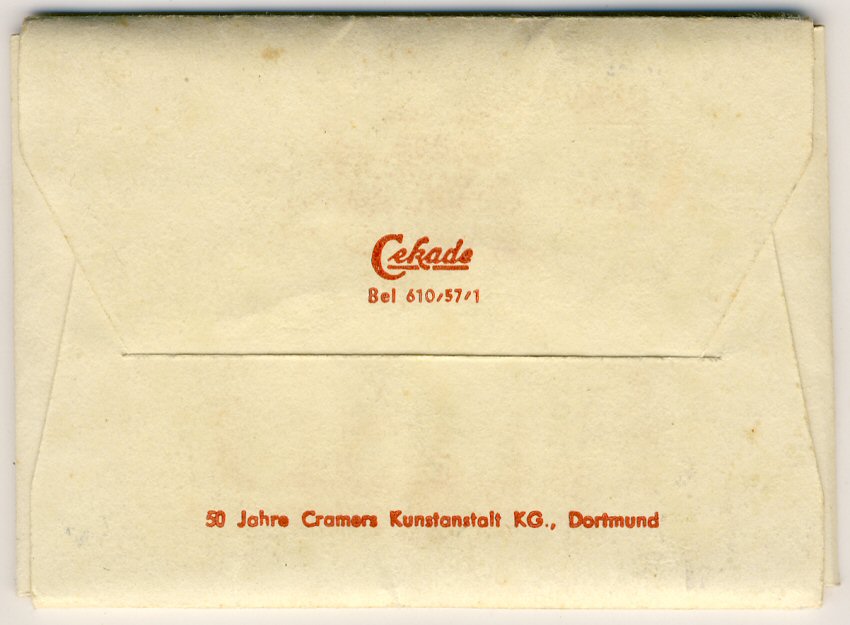 Cekade
Bel 610/57/1
50 Jahre Cramers Kunstanstalt KG., Dortmund